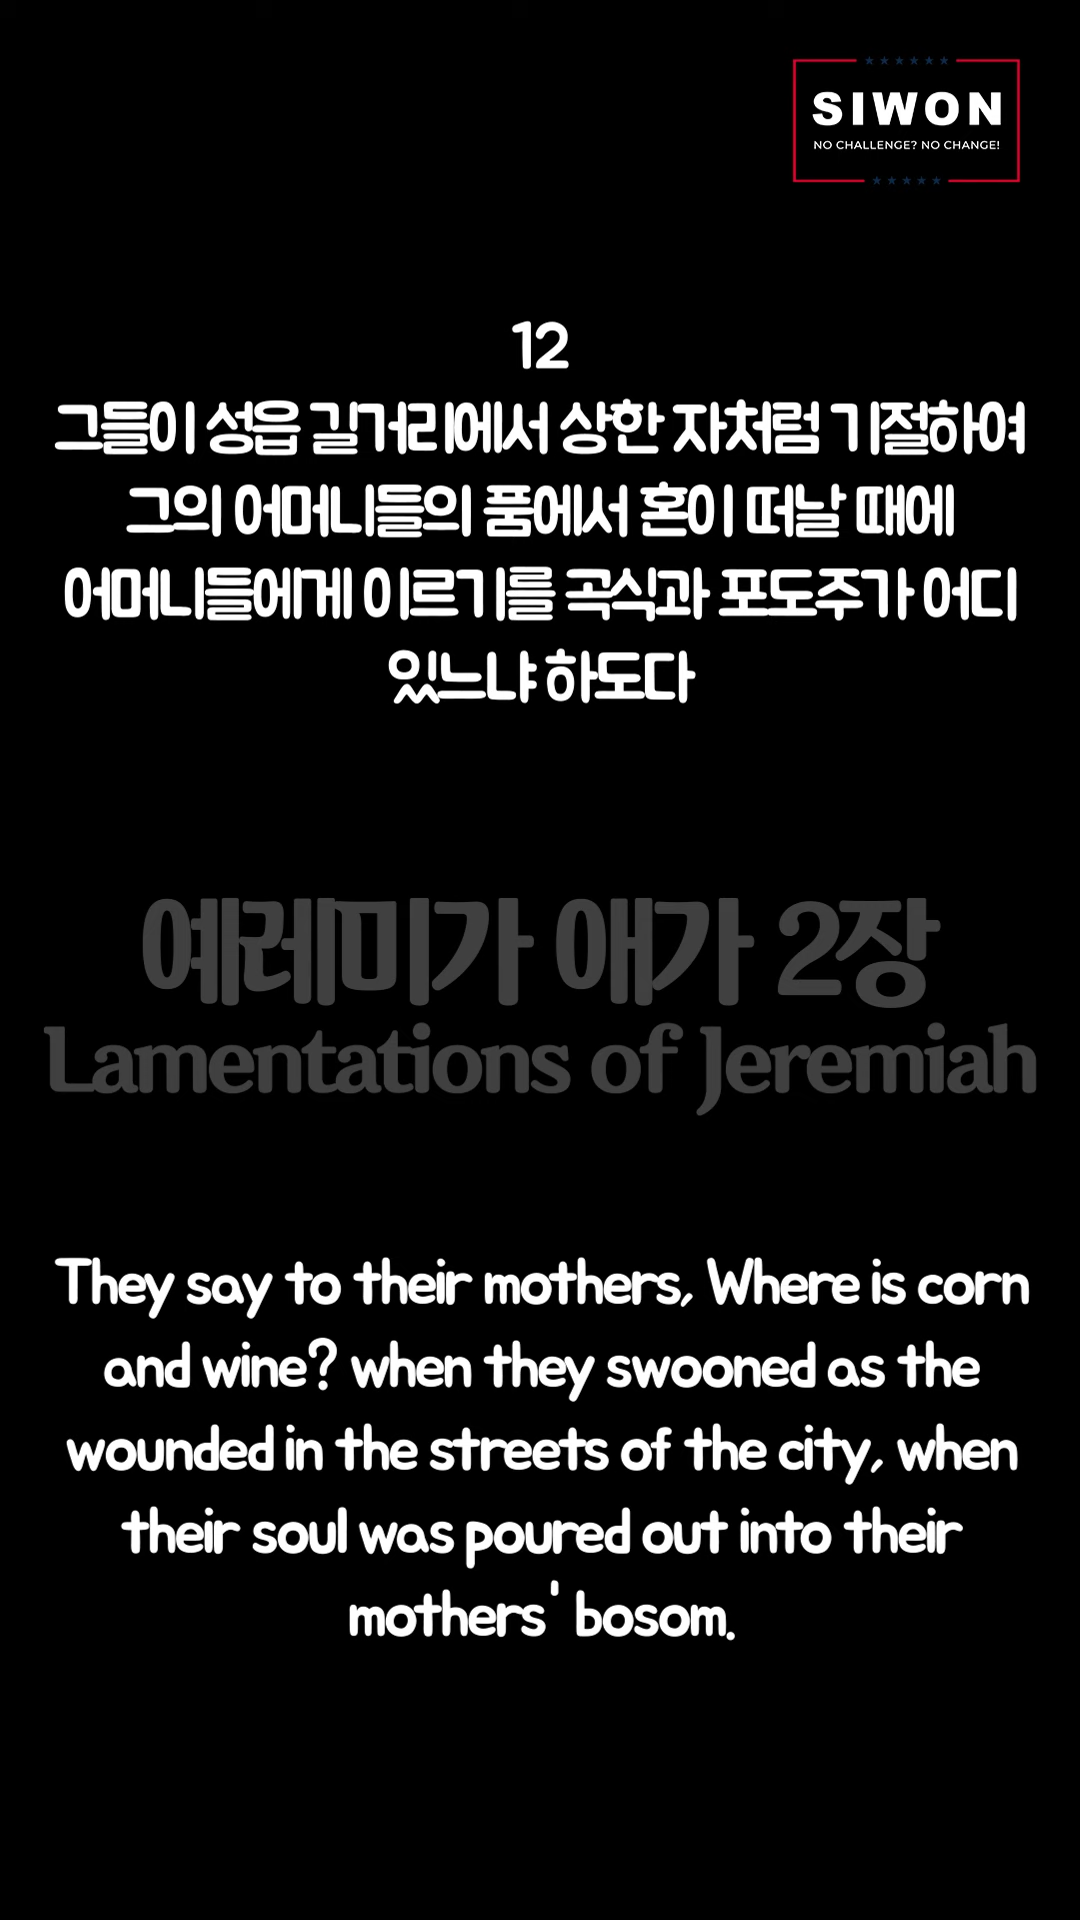 SIWON
NO CHALLENGE? NO CHANGE!
12
그들이 성읍 길거리에서 상한 자처럼 기절하여
그의 어머니들의 품에서 혼이 떠날 때에
어머니들에게 이르기를 곡식과 포도주가 어디
있느냐 하도다
예레미가 애가 2장
Lamentations of Jeremiah
They say to their mothers, Where is corn
and wine? when they swooned as the
wounded in the streets of the city, when
their soul was poured out into their
mothers' bosom.